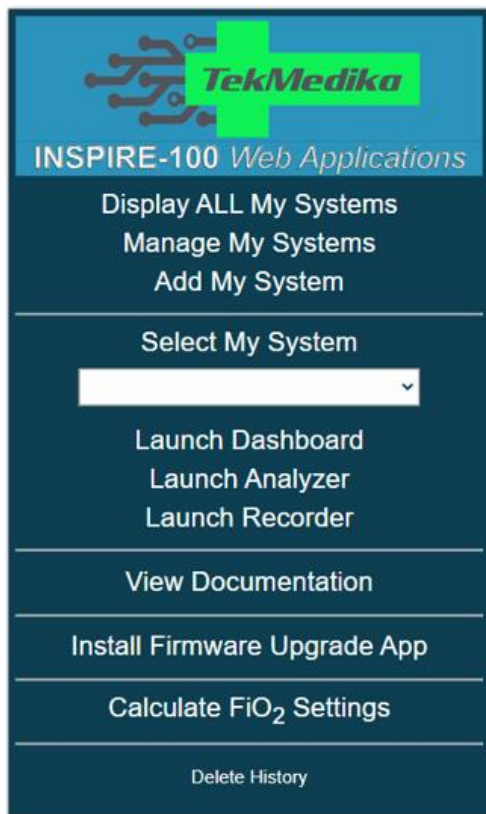 TekMedika
INSPIRE-100 Web Applications
Display ALL My Systems
Manage My Systems
Add My System
Select My System
Launch Dashboard
Launch Analyzer
Launch Recorder
View Documentation
Install Firmware Upgrade App
Calculate FiO₂ Settings
Delete History